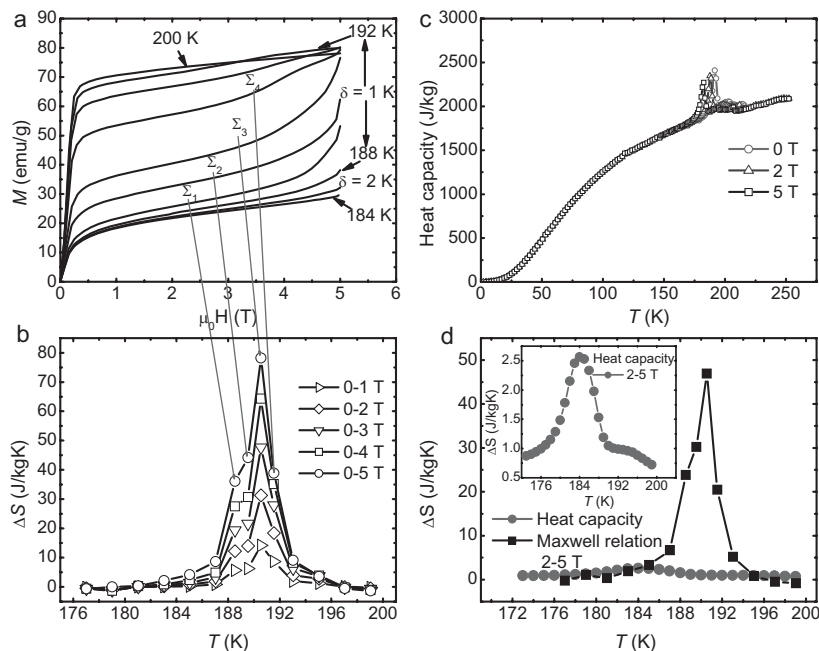 a
M (emu/g)
90
80
70
60
50
40
30
20
10
0
0 1 2 3 4 5 6
μ₀H (T)
200 K
192 K
Σ₄
δ = 1 K
Σ₃
Σ₂
Σ₁
188 K
δ = 2 K
184 K
c
Heat capacity (J/kg)
3000
2500
2000
1500
1000
500
0
0 50 100 150 200 250
T (K)
0 T
2 T
5 T
b
ΔS (J/kgK)
80
70
60
50
40
30
20
10
0
176 180 184 188 192 196 200
T (K)
0-1 T
0-2 T
0-3 T
0-4 T
0-5 T
d
ΔS (J/kgK)
50
40
30
20
10
0
172 176 180 184 188 192 196 200
T (K)
ΔS (J/kgK)
2.5
2.0
1.5
1.0
0.5
176 184 192 200
T (K)
Heat capacity
2-5 T
Heat capacity
Maxwell relation
2-5 T